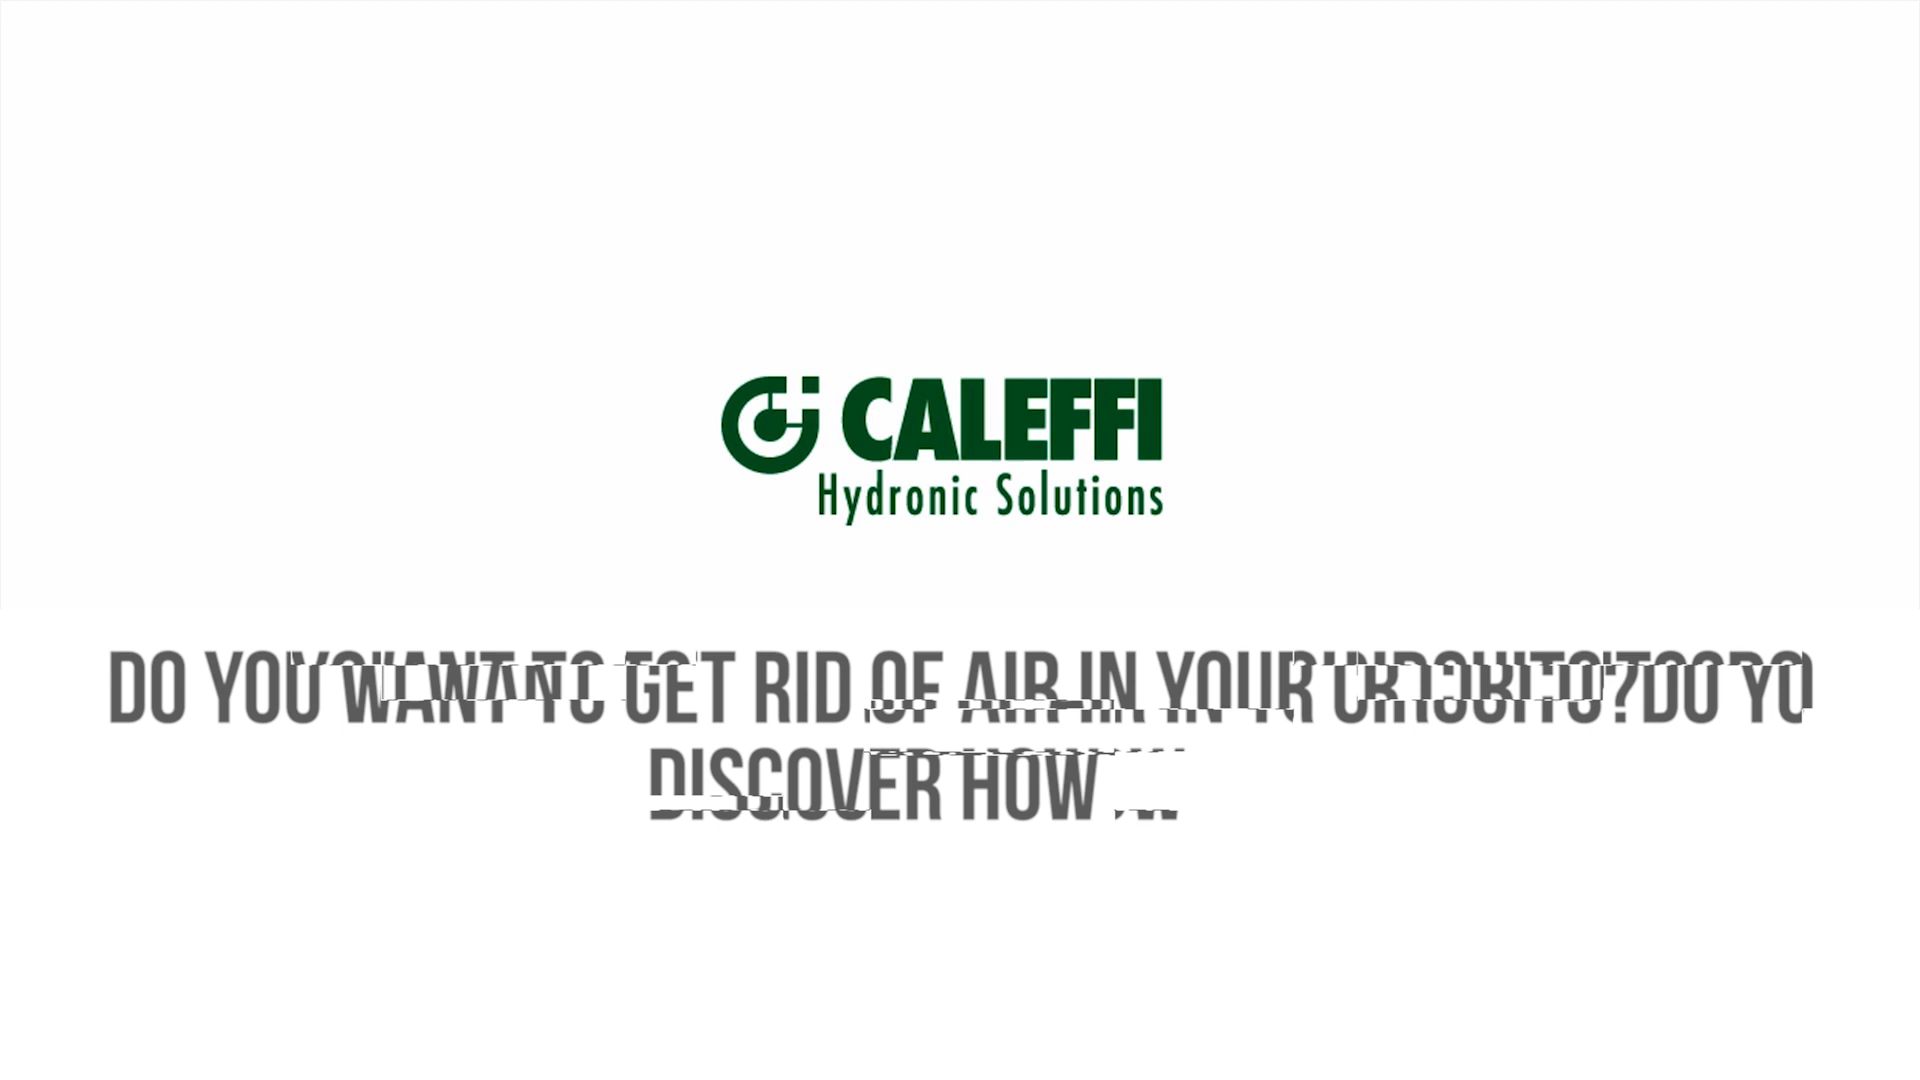 CALEFFI
Hydronic Solutions
DO YOU WANT TO GET RID OF AIR IN YOUR
DISCOVER HOW